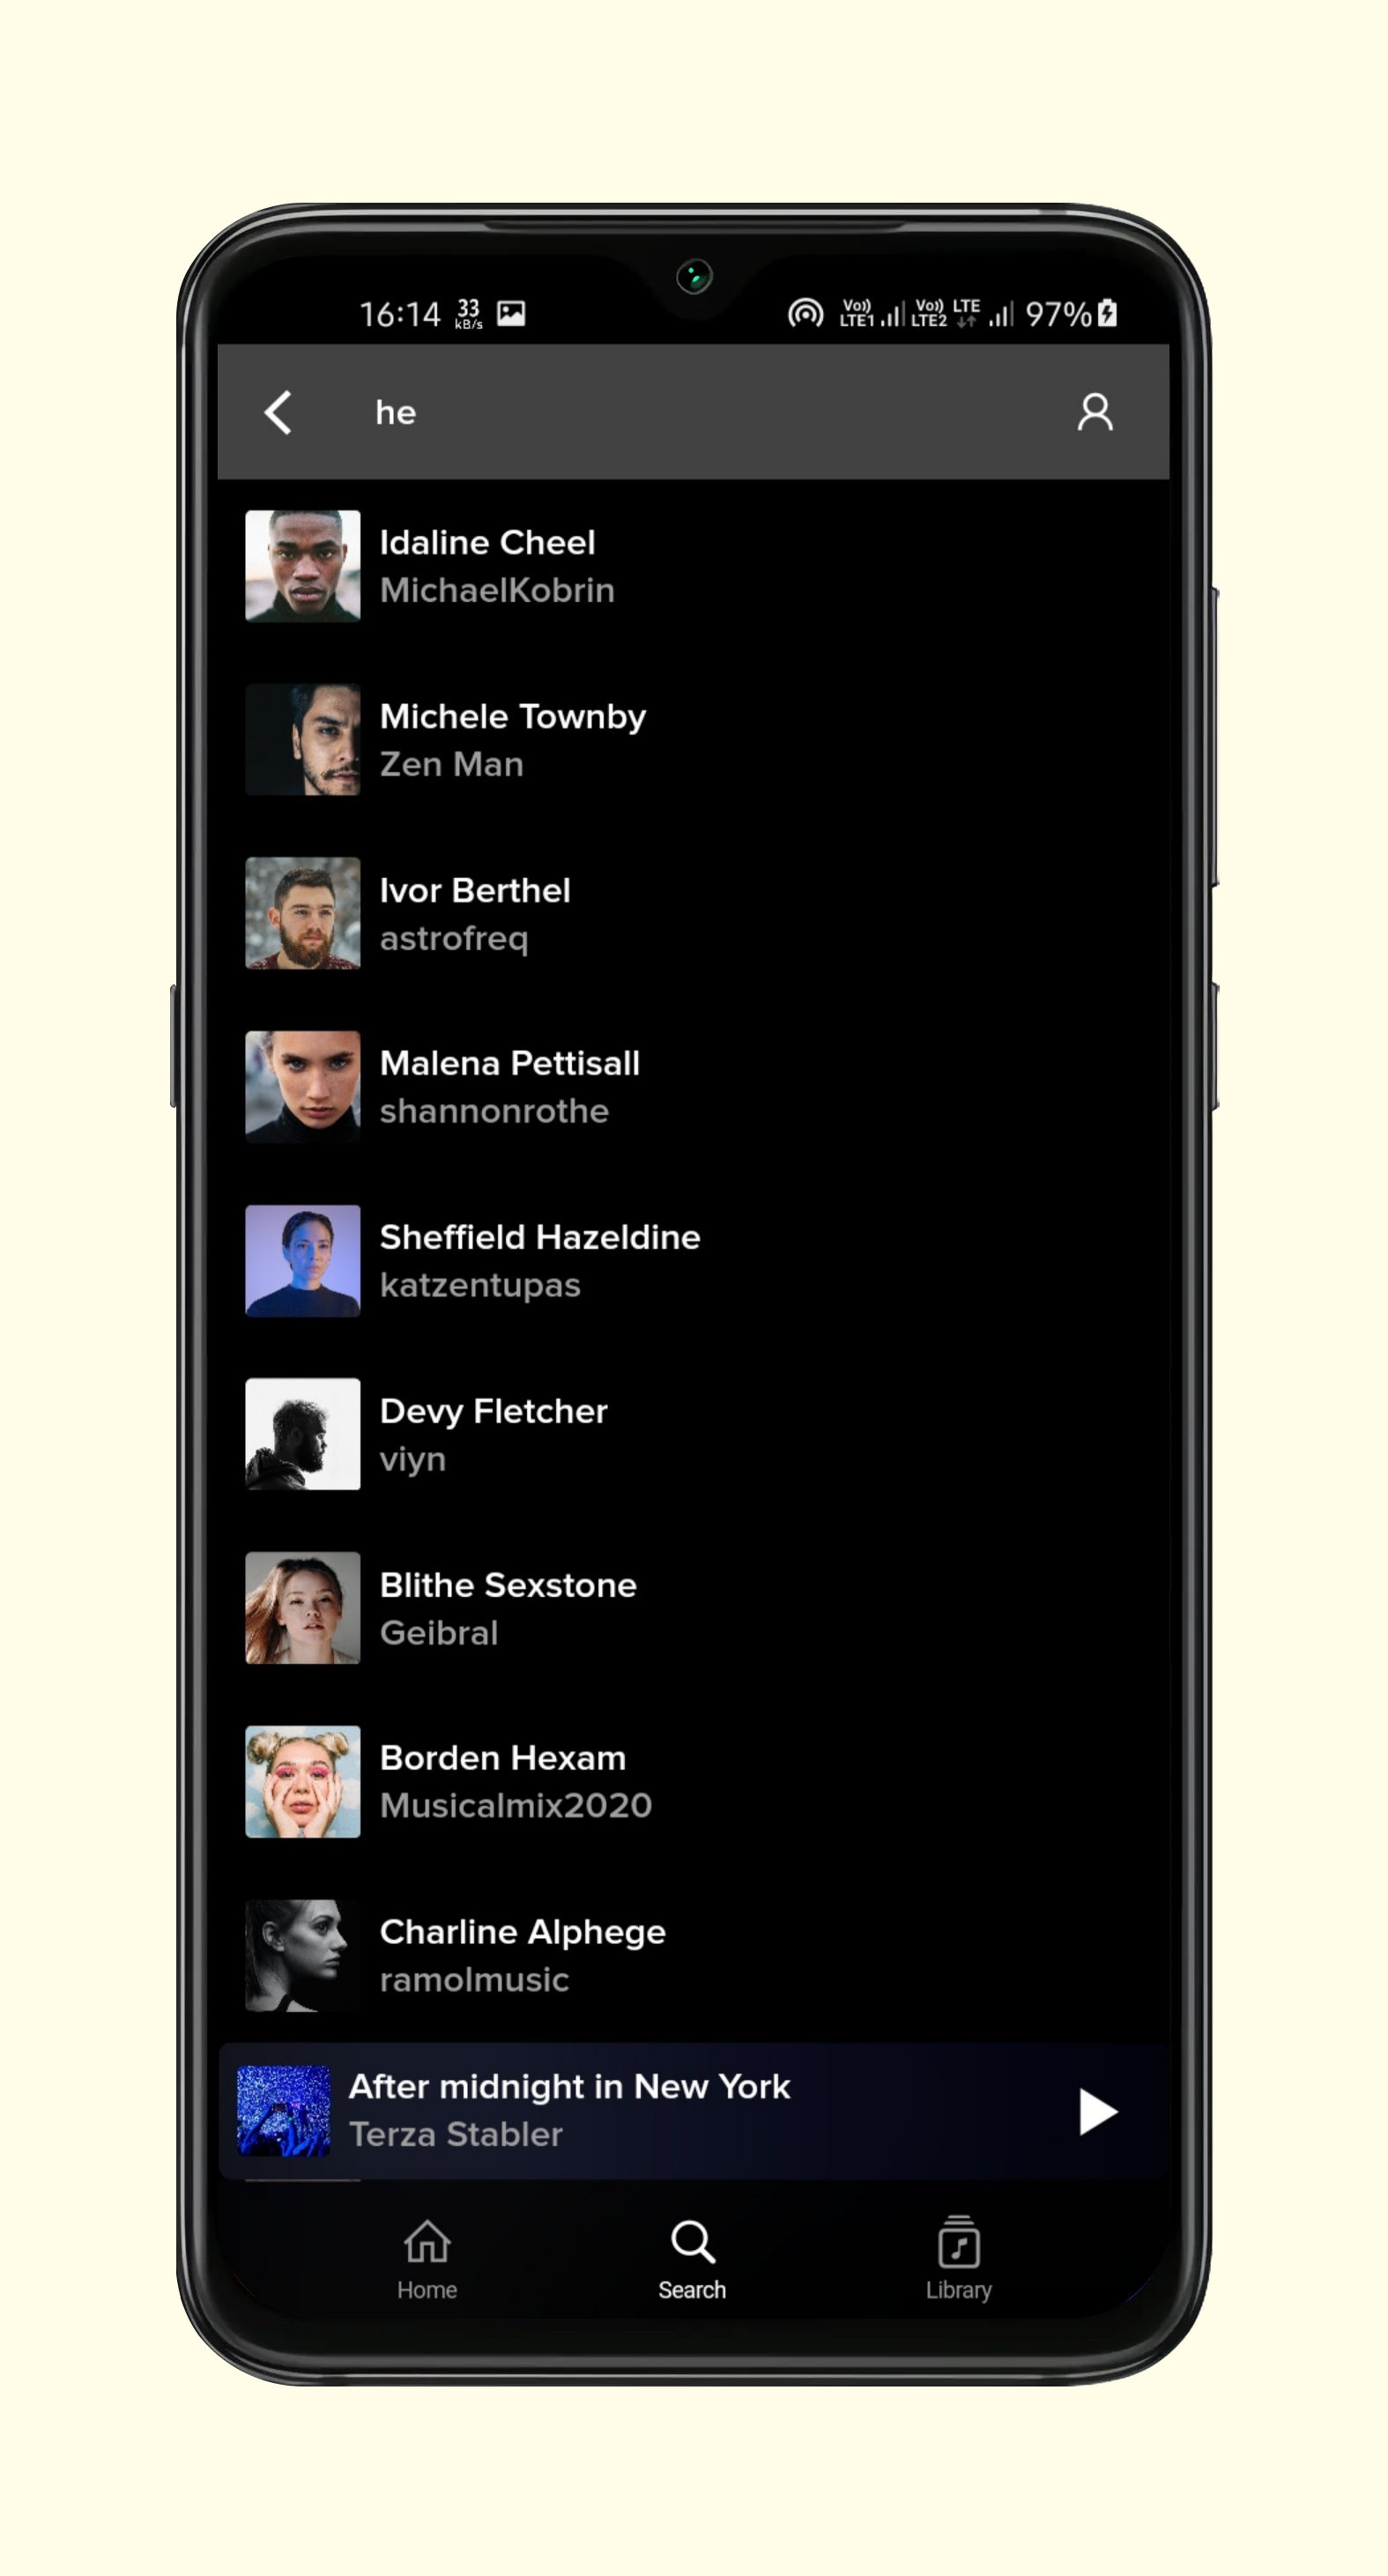 16:14 33 kB/s Vo)) LTE1 Vo)) LTE2 LTE 97%
he
Idaline Cheel
MichaelKobrin
Michele Townby
Zen Man
Ivor Berthel
astrofreq
Malena Pettisall
shannonrothe
Sheffield Hazeldine
katzentupas
Devy Fletcher
viyn
Blithe Sexstone
Geibral
Borden Hexam
Musicalmix2020
Charline Alphege
ramolmusic
After midnight in New York
Terza Stabler
Home Search Library